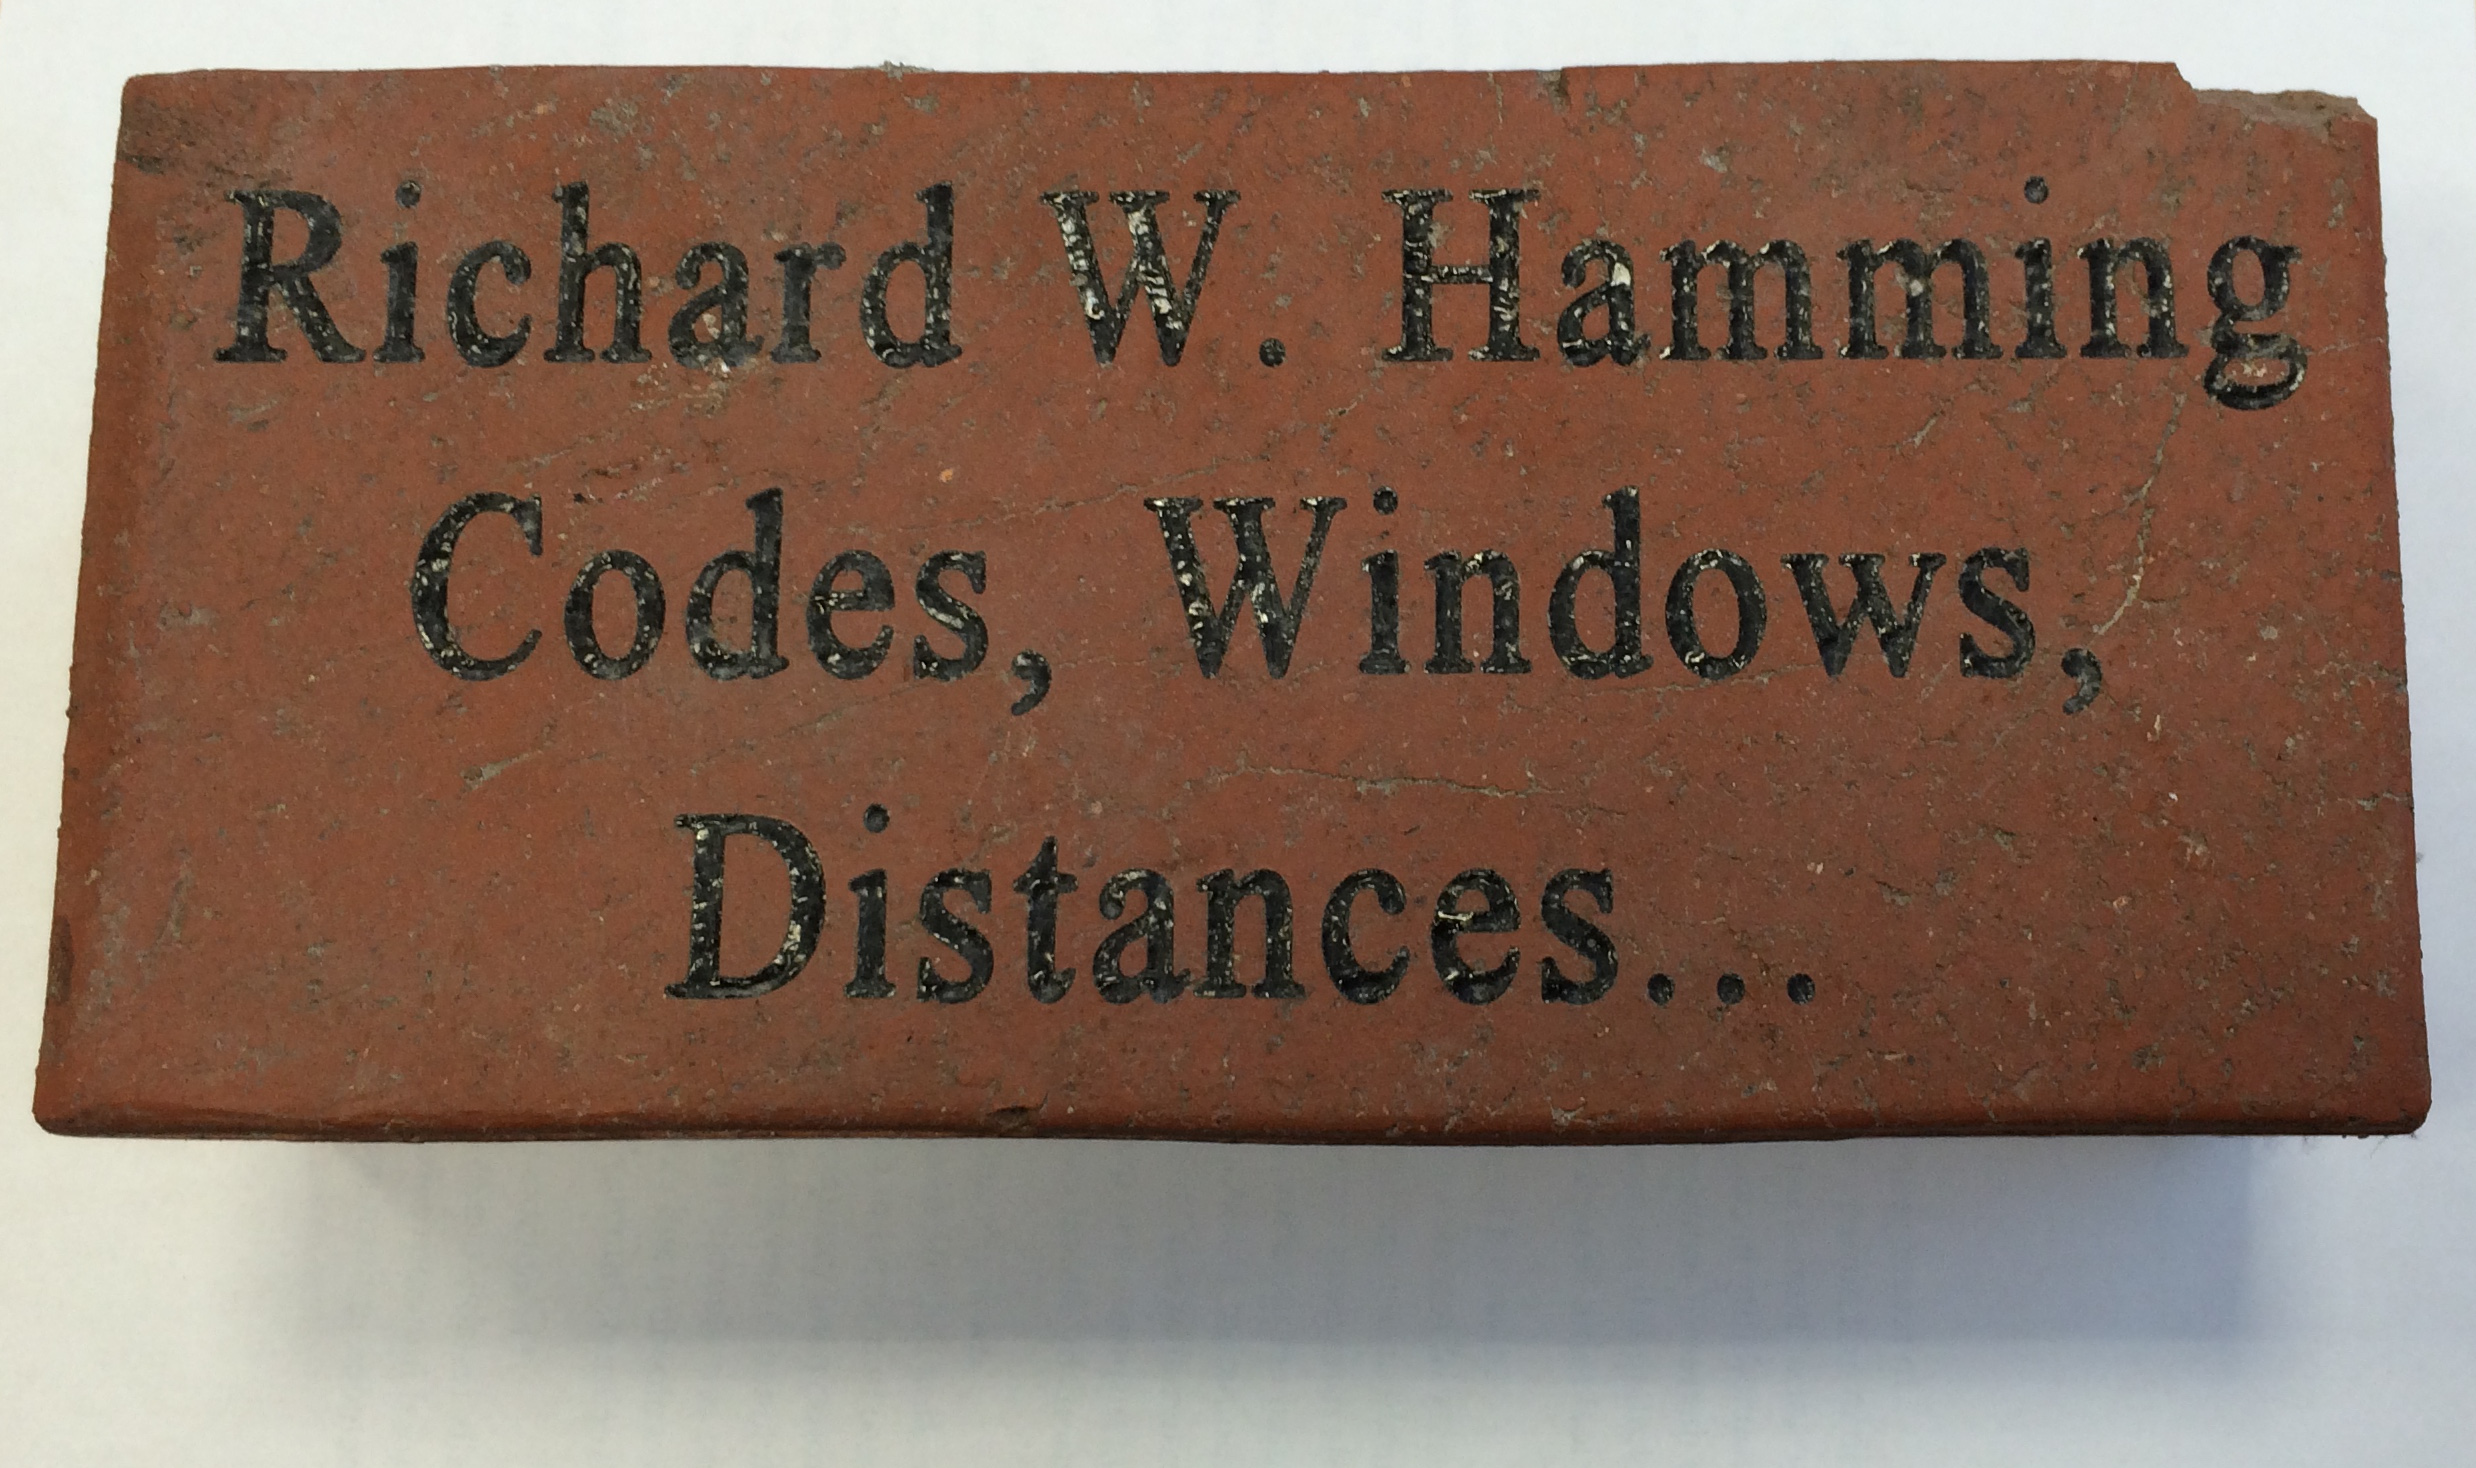 Richard W. Hamming
Codes, Windows,
Distances...